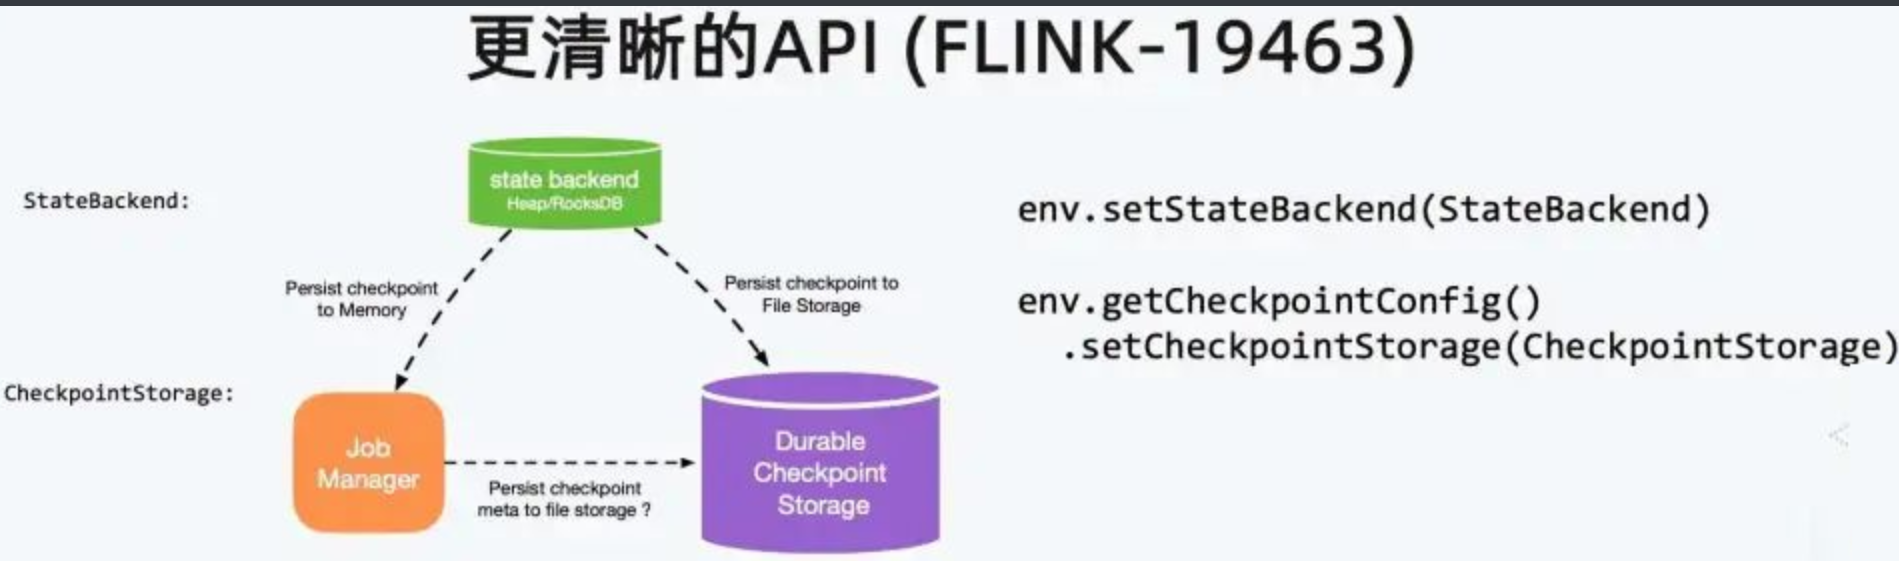 更清晰的API (FLINK-19463)
StateBackend:
state backend
Heap/RocksDB
Persist checkpoint
to Memory
Persist checkpoint to
File Storage
CheckpointStorage:
Job
Manager
Persist checkpoint
meta to file storage ?
Durable
Checkpoint
Storage
env.setStateBackend(StateBackend)
env.getCheckpointConfig()
.setCheckpointStorage(CheckpointStorage)